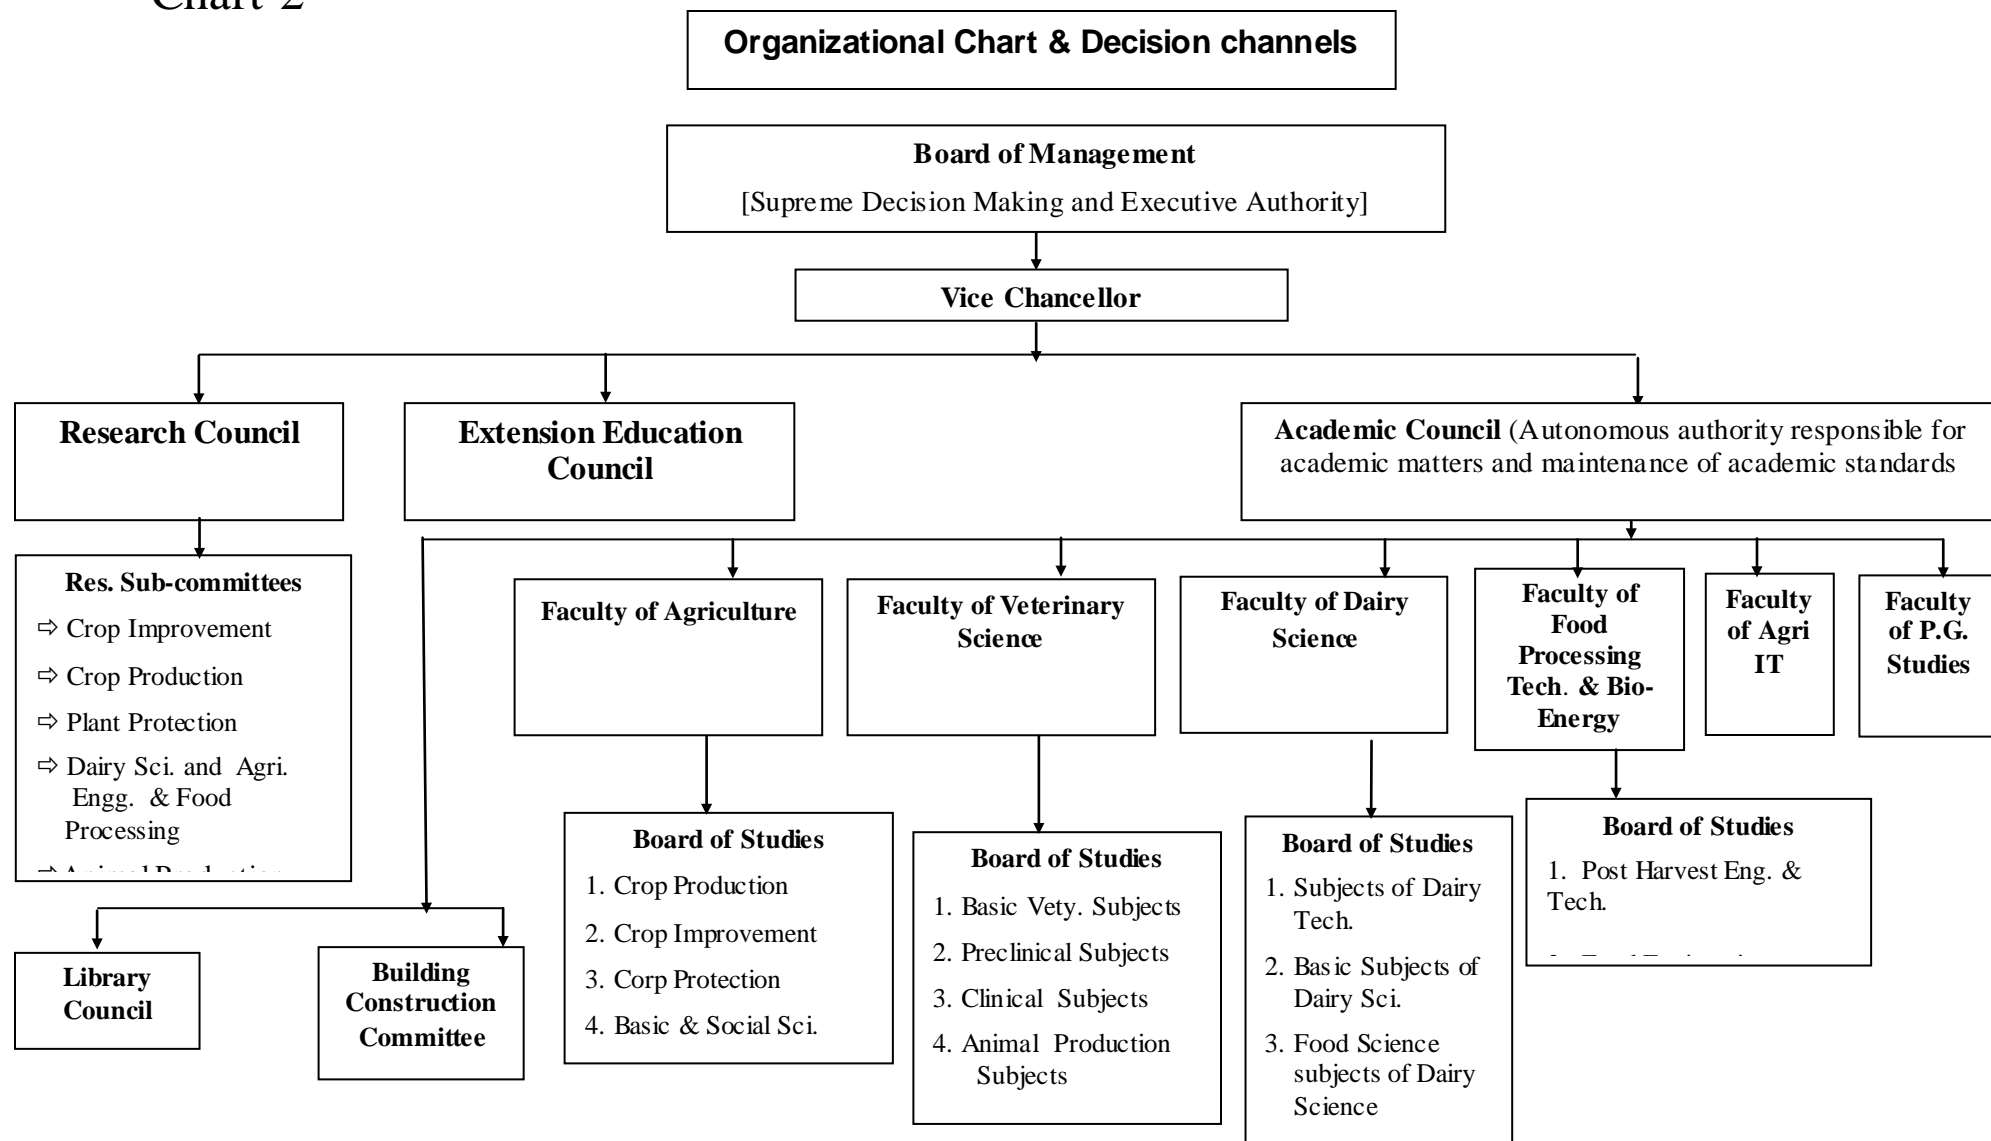 Chart-2
Organizational Chart & Decision channels
Board of Management
[Supreme Decision Making and Executive Authority]
Vice Chancellor
Research Council
Extension Education
Council
Academic Council (Autonomous authority responsible for
academic matters and maintenance of academic standards
Res. Sub-committees
⇨ Crop Improvement
⇨ Crop Production
⇨ Plant Protection
⇨ Dairy Sci. and Agri.
Engg. & Food
Processing
⇨ Animal Production
Faculty of Agriculture
Faculty of Veterinary
Science
Faculty of Dairy
Science
Faculty of
Food
Processing
Tech. & Bio-
Energy
Faculty
of Agri
IT
Faculty
of P.G.
Studies
Library
Council
Building
Construction
Committee
Board of Studies
1. Crop Production
2. Crop Improvement
3. Corp Protection
4. Basic & Social Sci.
Board of Studies
1. Basic Vety. Subjects
2. Preclinical Subjects
3. Clinical Subjects
4. Animal Production
Subjects
Board of Studies
1. Subjects of Dairy
Tech.
2. Basic Subjects of
Dairy Sci.
3. Food Science
subjects of Dairy
Science
Board of Studies
1. Post Harvest Eng. &
Tech.